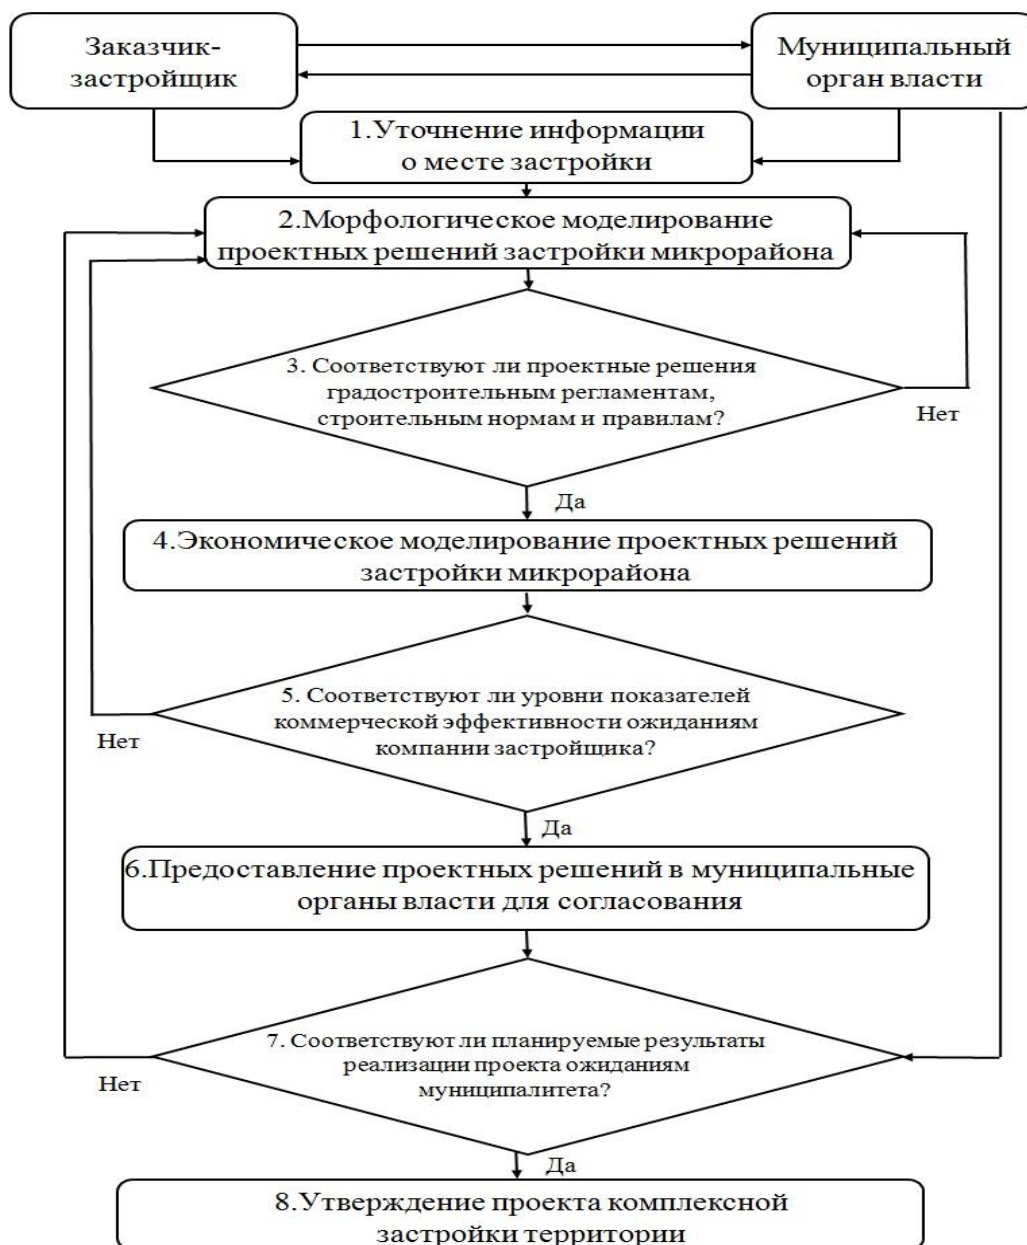 Заказчик-
застройщик
Муниципальный
орган власти
1.Уточнение информации
о месте застройки
2.Морфологическое моделирование
проектных решений застройки микрорайона
3. Соответствуют ли проектные решения
градостроительным регламентам,
строительным нормам и правилам?
Нет
Да
4.Экономическое моделирование проектных решений
застройки микрорайона
5. Соответствуют ли уровни показателей
коммерческой эффективности ожиданиям
компании застройщика?
Нет
Да
6.Предоставление проектных решений в муниципальные
органы власти для согласования
7. Соответствуют ли планируемые результаты
реализации проекта ожиданиям
муниципалитета?
Нет
Да
8.Утверждение проекта комплексной
застройки территории